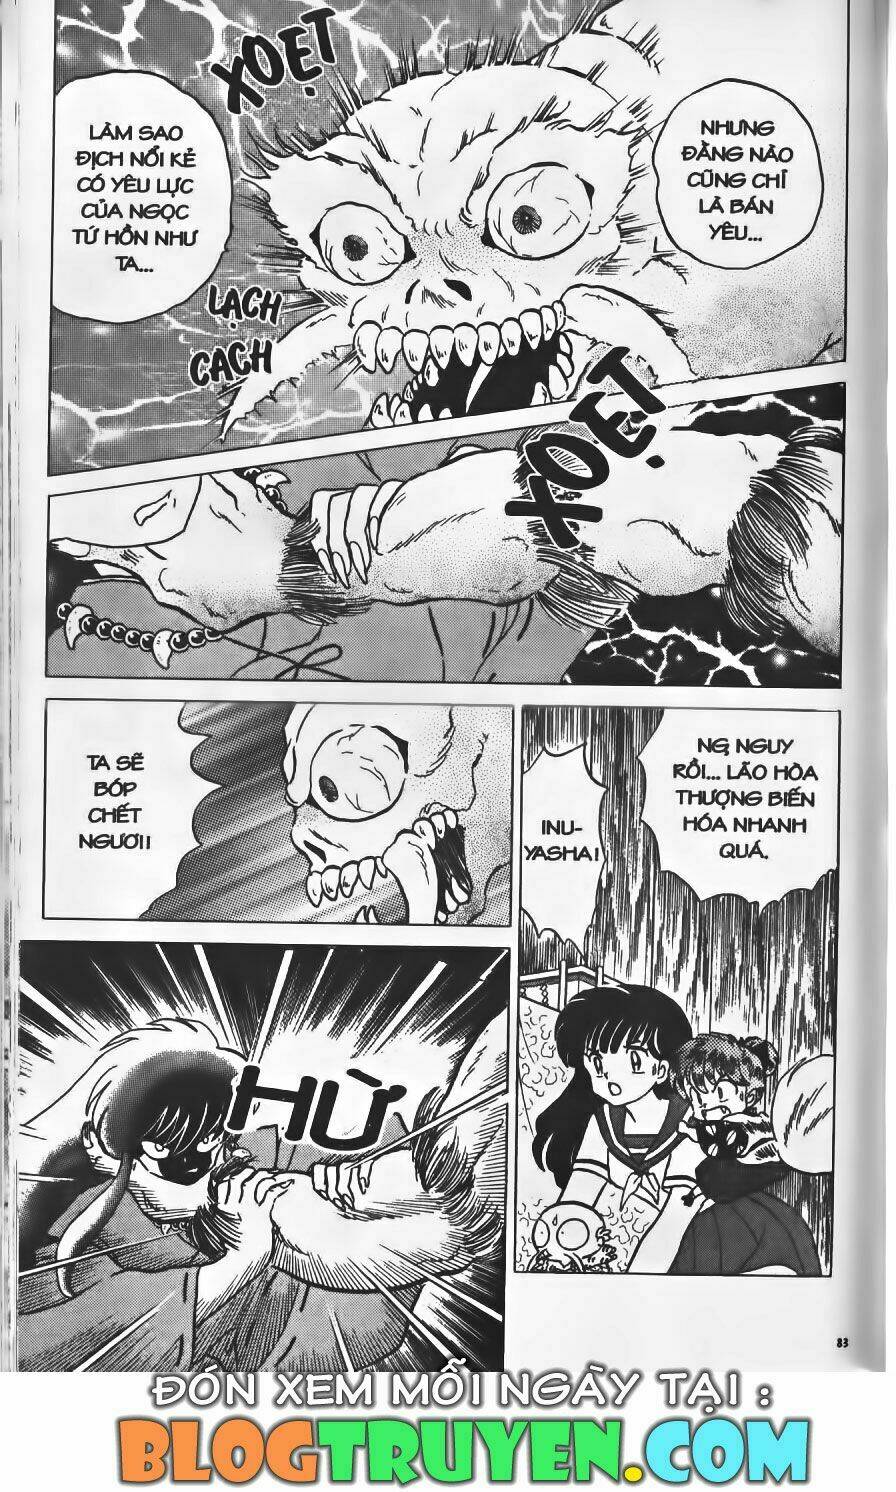 XOẸT
NHƯNG
ĐẰNG NÀO
CŨNG CHỈ
LÀ BÁN
YÊU...
LÀM SAO
ĐỊCH NỔI KẺ
CÓ YÊU LỰC
CỦA NGỌC
TỨ HỒN NHƯ
TA...
LẠCH
CẠCH
XOẸT
NG, NGUY
RỒI... LÃO HÒA
THƯỢNG BIẾN
HÓA NHANH
QUÁ.
INU-
YASHA!
TA SẼ
BÓP
CHẾT
NGƯƠI!
HỪ
83
ĐÓN XEM MỖI NGÀY TẠI :
BLOGTRUYEN.COM